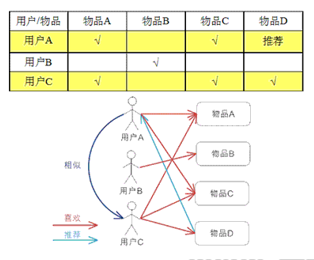 用户/物品 物品A 物品B 物品C 物品D
用户A √ √ 推荐
用户B √
用户C √ √ √
物品A
用户A
物品B
相似
用户B
物品C
喜欢
推荐
物品D
用户C